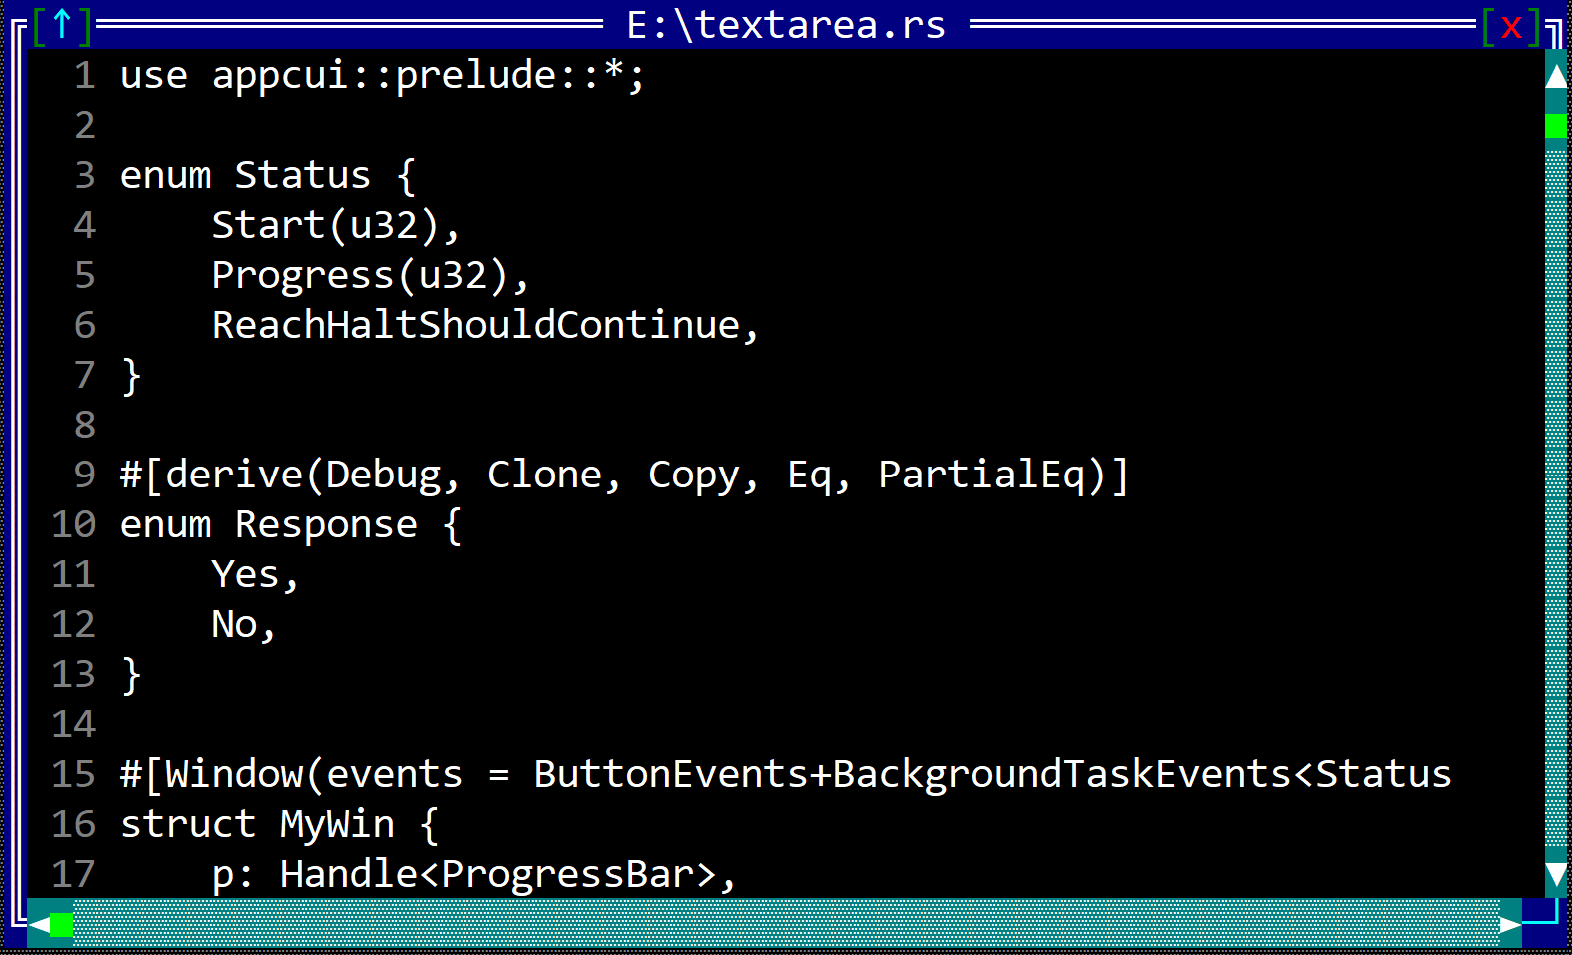 [↑] E:\textarea.rs [x]
1 use appcui::prelude::*;
2
3 enum Status {
4     Start(u32),
5     Progress(u32),
6     ReachHaltShouldContinue,
7 }
8
9 #[derive(Debug, Clone, Copy, Eq, PartialEq)]
10 enum Response {
11     Yes,
12     No,
13 }
14
15 #[Window(events = ButtonEvents+BackgroundTaskEvents<Status
16 struct MyWin {
17     p: Handle<ProgressBar>,